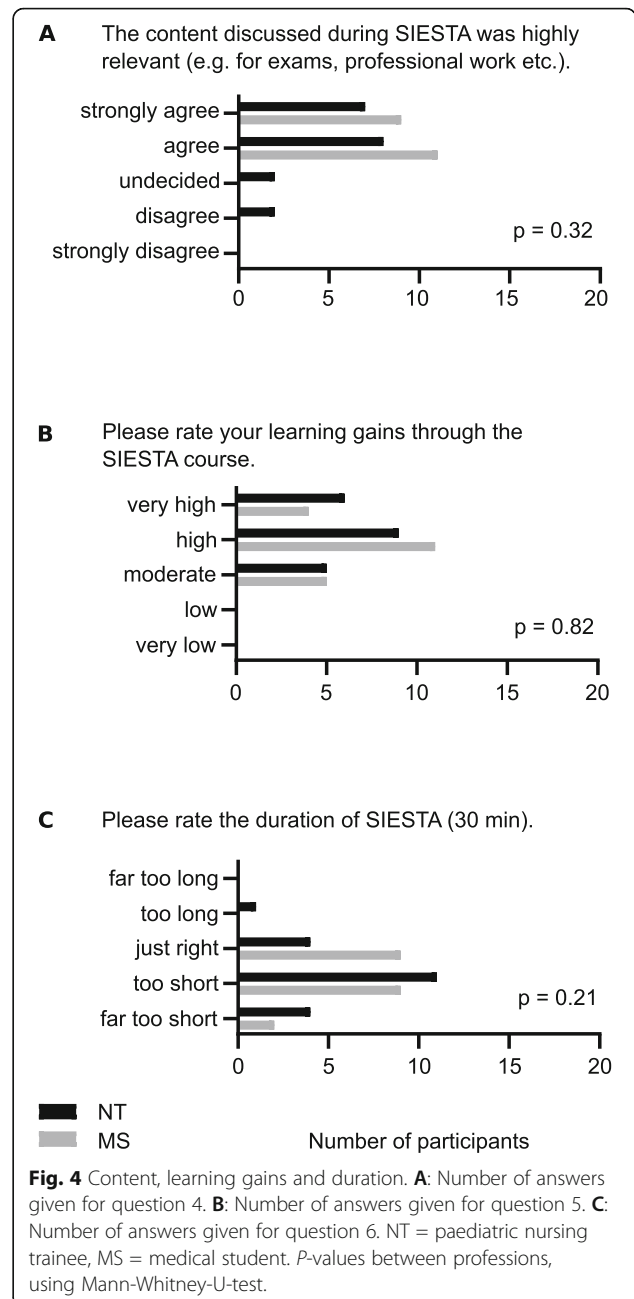 A The content discussed during SIESTA was highly
relevant (e.g. for exams, professional work etc.).
strongly agree
agree
undecided
disagree
strongly disagree
p = 0.32
0 5 10 15 20
B Please rate your learning gains through the
SIESTA course.
very high
high
moderate
low
very low
p = 0.82
0 5 10 15 20
C Please rate the duration of SIESTA (30 min).
far too long
too long
just right
too short
far too short
p = 0.21
0 5 10 15 20
NT
MS
Number of participants
Fig. 4 Content, learning gains and duration. A: Number of answers
given for question 4. B: Number of answers given for question 5. C:
Number of answers given for question 6. NT = paediatric nursing
trainee, MS = medical student. P-values between professions,
using Mann-Whitney-U-test.